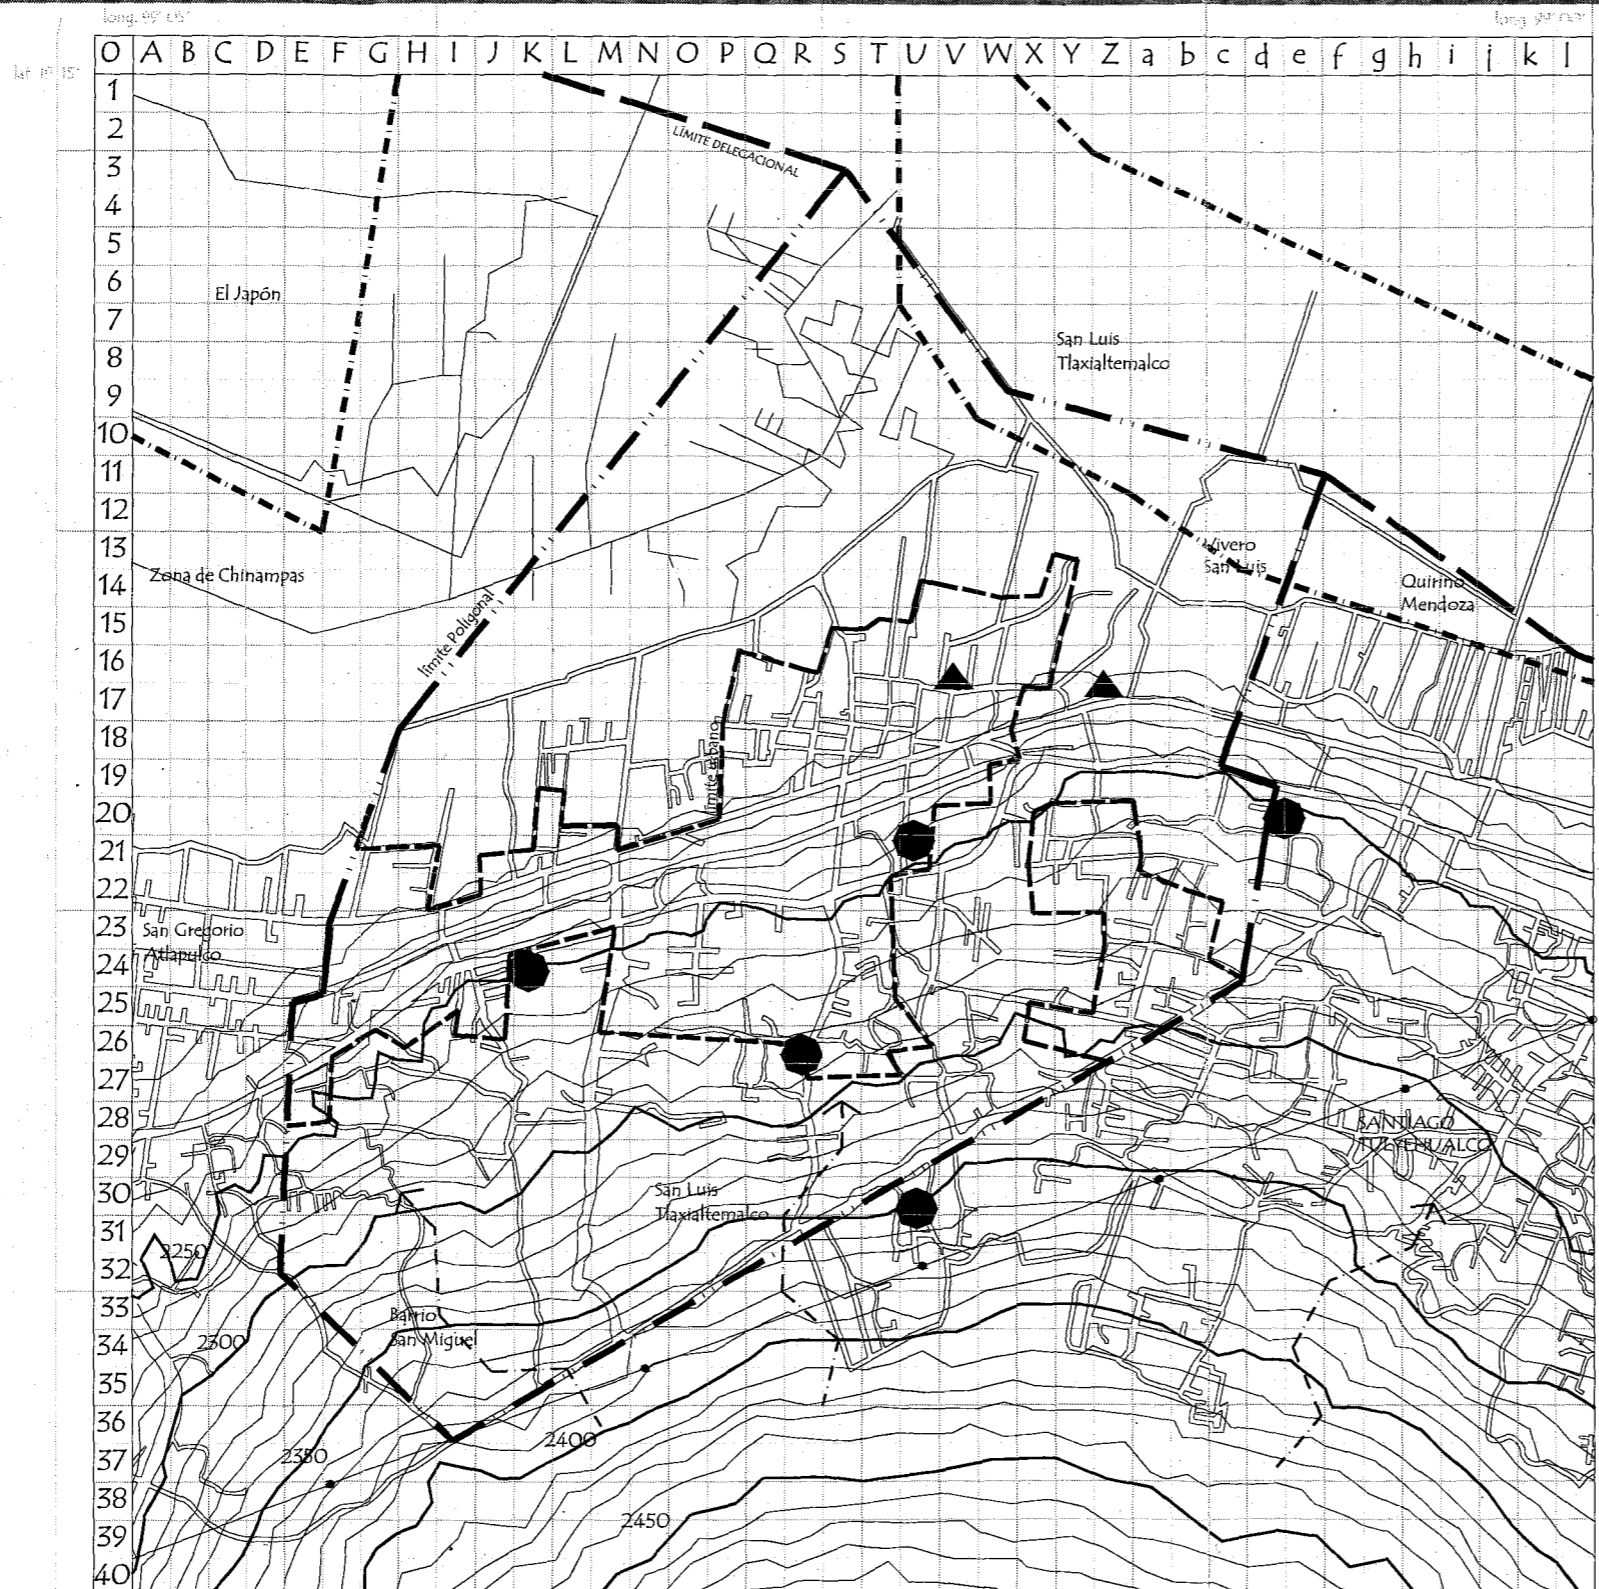 long. 99° 05'
lat. 19° 15'
O A B C D E F G H I J K L M N O P Q R S T U V W X Y Z a b c d e f g h i j k l
1
2
3
4
5
6
7
8
9
10
11
12
13
14
15
16
17
18
19
20
21
22
23
24
25
26
27
28
29
30
31
32
33
34
35
36
37
38
39
40
LÍMITE DELEGACIONAL
El Japón
San Luis
Tlaxialtemalco
Vivero
San Luis
Zona de Chinampas
Quirino
Mendoza
límite Poligonal
límite urbano
San Gregorio
Atlapulco
SANTIAGO
TULYEHUALCO
San Luis
Tlaxialtemalco
2250
Barrio
San Miguel
2300
2350
2400
2450